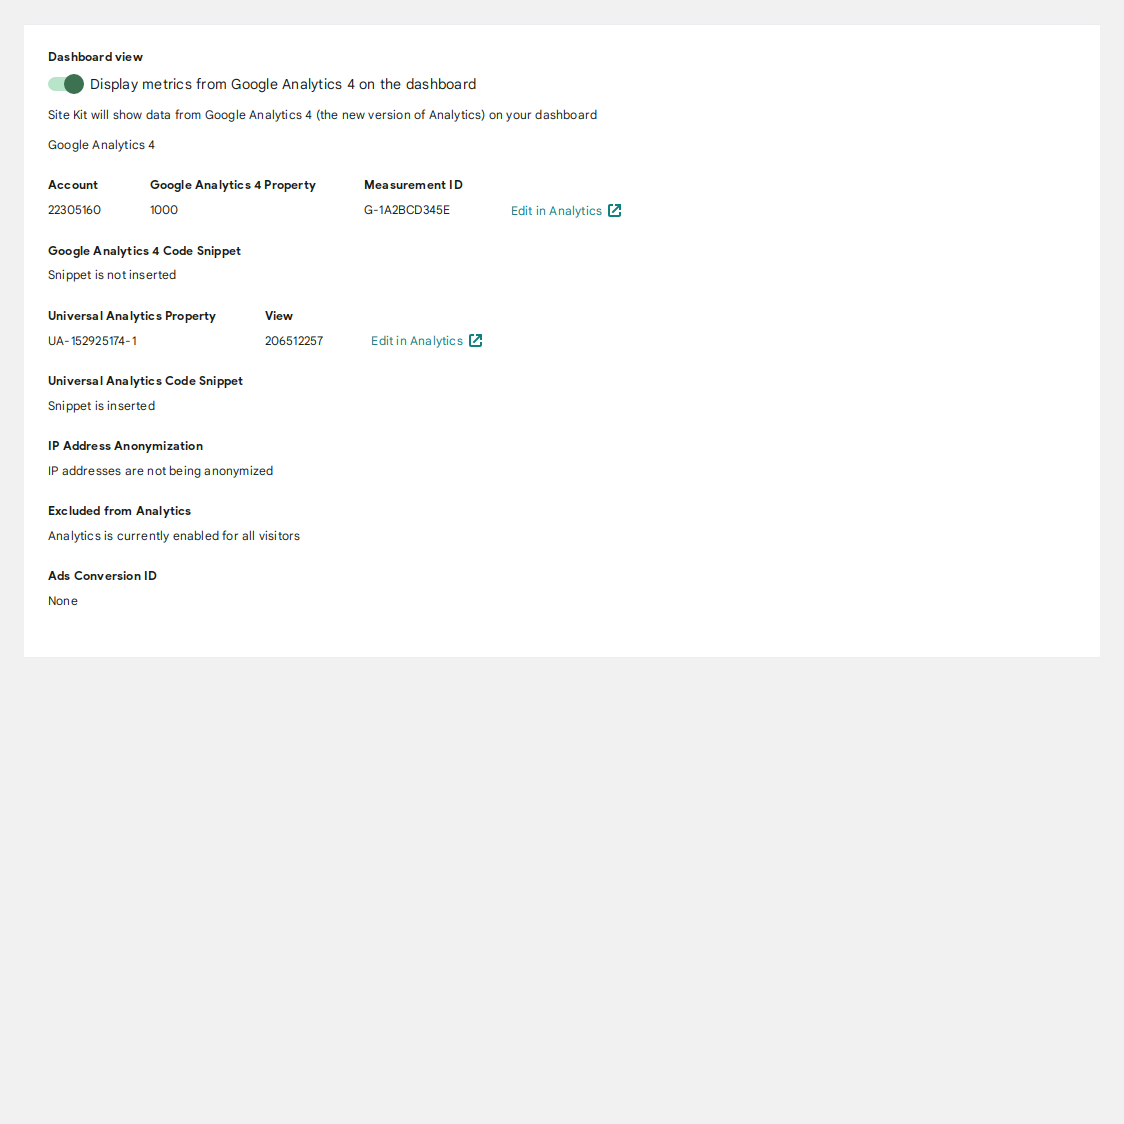 Dashboard view
Display metrics from Google Analytics 4 on the dashboard
Site Kit will show data from Google Analytics 4 (the new version of Analytics) on your dashboard
Google Analytics 4
Account Google Analytics 4 Property Measurement ID
22305160 1000 G-1A2BCD345E Edit in Analytics
Google Analytics 4 Code Snippet
Snippet is not inserted
Universal Analytics Property View
UA-152925174-1 206512257 Edit in Analytics
Universal Analytics Code Snippet
Snippet is inserted
IP Address Anonymization
IP addresses are not being anonymized
Excluded from Analytics
Analytics is currently enabled for all visitors
Ads Conversion ID
None